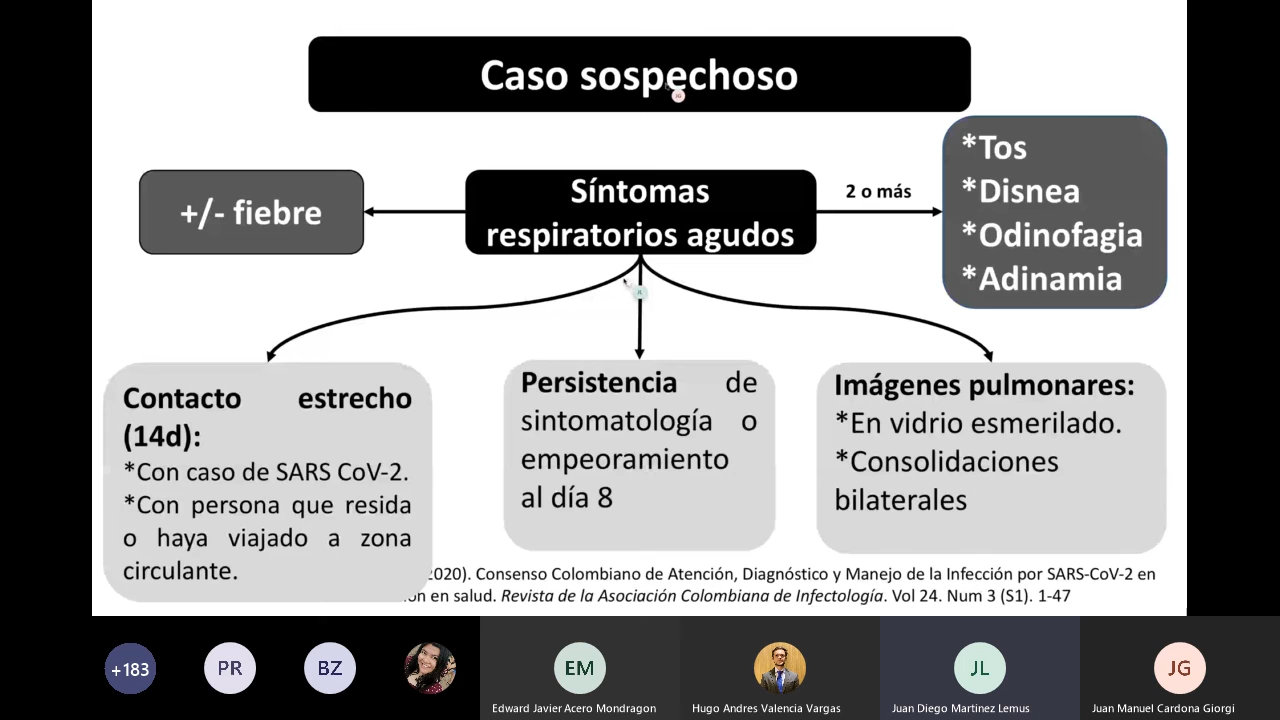 Caso sospechoso
JG
+/- fiebre
Síntomas
respiratorios agudos
2 o más
*Tos
*Disnea
*Odinofagia
*Adinamia
JL
Contacto estrecho
(14d):
*Con caso de SARS CoV-2.
*Con persona que resida
o haya viajado a zona
circulante.
Persistencia de
sintomatología o
empeoramiento
al día 8
Imágenes pulmonares:
*En vidrio esmerilado.
*Consolidaciones
bilaterales
2020). Consenso Colombiano de Atención, Diagnóstico y Manejo de la Infección por SARS-CoV-2 en
en salud. Revista de la Asociación Colombiana de Infectología. Vol 24. Num 3 (S1). 1-47
+183
PR
BZ
EM
JL
JG
Edward Javier Acero Mondragon
Hugo Andres Valencia Vargas
Juan Diego Martinez Lemus
Juan Manuel Cardona Giorgi